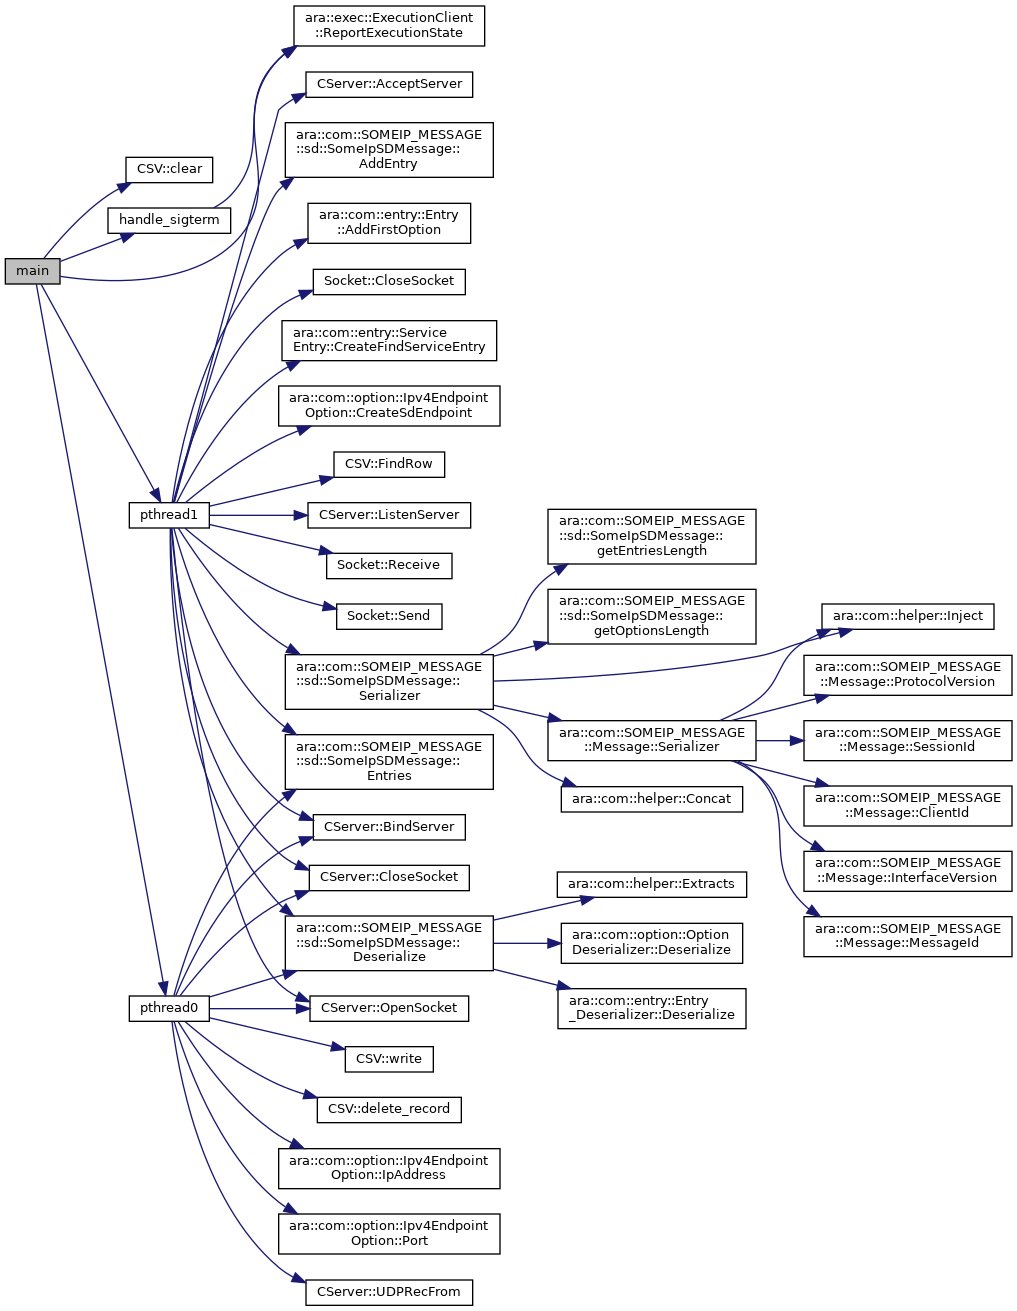 ara::exec::ExecutionClient
::ReportExecutionState
CServer::AcceptServer
ara::com::SOMEIP_MESSAGE
::sd::SomeIpSDMessage::
AddEntry
CSV::clear
handle_sigterm
ara::com::entry::Entry
::AddFirstOption
main
Socket::CloseSocket
ara::com::entry::Service
Entry::CreateFindServiceEntry
ara::com::option::Ipv4Endpoint
Option::CreateSdEndpoint
CSV::FindRow
pthread1
CServer::ListenServer
Socket::Receive
Socket::Send
ara::com::SOMEIP_MESSAGE
::sd::SomeIpSDMessage::
Serializer
ara::com::SOMEIP_MESSAGE
::sd::SomeIpSDMessage::
getEntriesLength
ara::com::SOMEIP_MESSAGE
::sd::SomeIpSDMessage::
getOptionsLength
ara::com::helper::Inject
ara::com::SOMEIP_MESSAGE
::Message::ProtocolVersion
ara::com::SOMEIP_MESSAGE
::Message::Serializer
ara::com::SOMEIP_MESSAGE
::Message::SessionId
ara::com::helper::Concat
ara::com::SOMEIP_MESSAGE
::Message::ClientId
ara::com::SOMEIP_MESSAGE
::Message::InterfaceVersion
ara::com::SOMEIP_MESSAGE
::Message::MessageId
ara::com::SOMEIP_MESSAGE
::sd::SomeIpSDMessage::
Entries
CServer::BindServer
CServer::CloseSocket
ara::com::SOMEIP_MESSAGE
::sd::SomeIpSDMessage::
Deserialize
ara::com::helper::Extracts
ara::com::option::Option
Deserializer::Deserialize
ara::com::entry::Entry
_Deserializer::Deserialize
pthread0
CServer::OpenSocket
CSV::write
CSV::delete_record
ara::com::option::Ipv4Endpoint
Option::IpAddress
ara::com::option::Ipv4Endpoint
Option::Port
CServer::UDPRecFrom